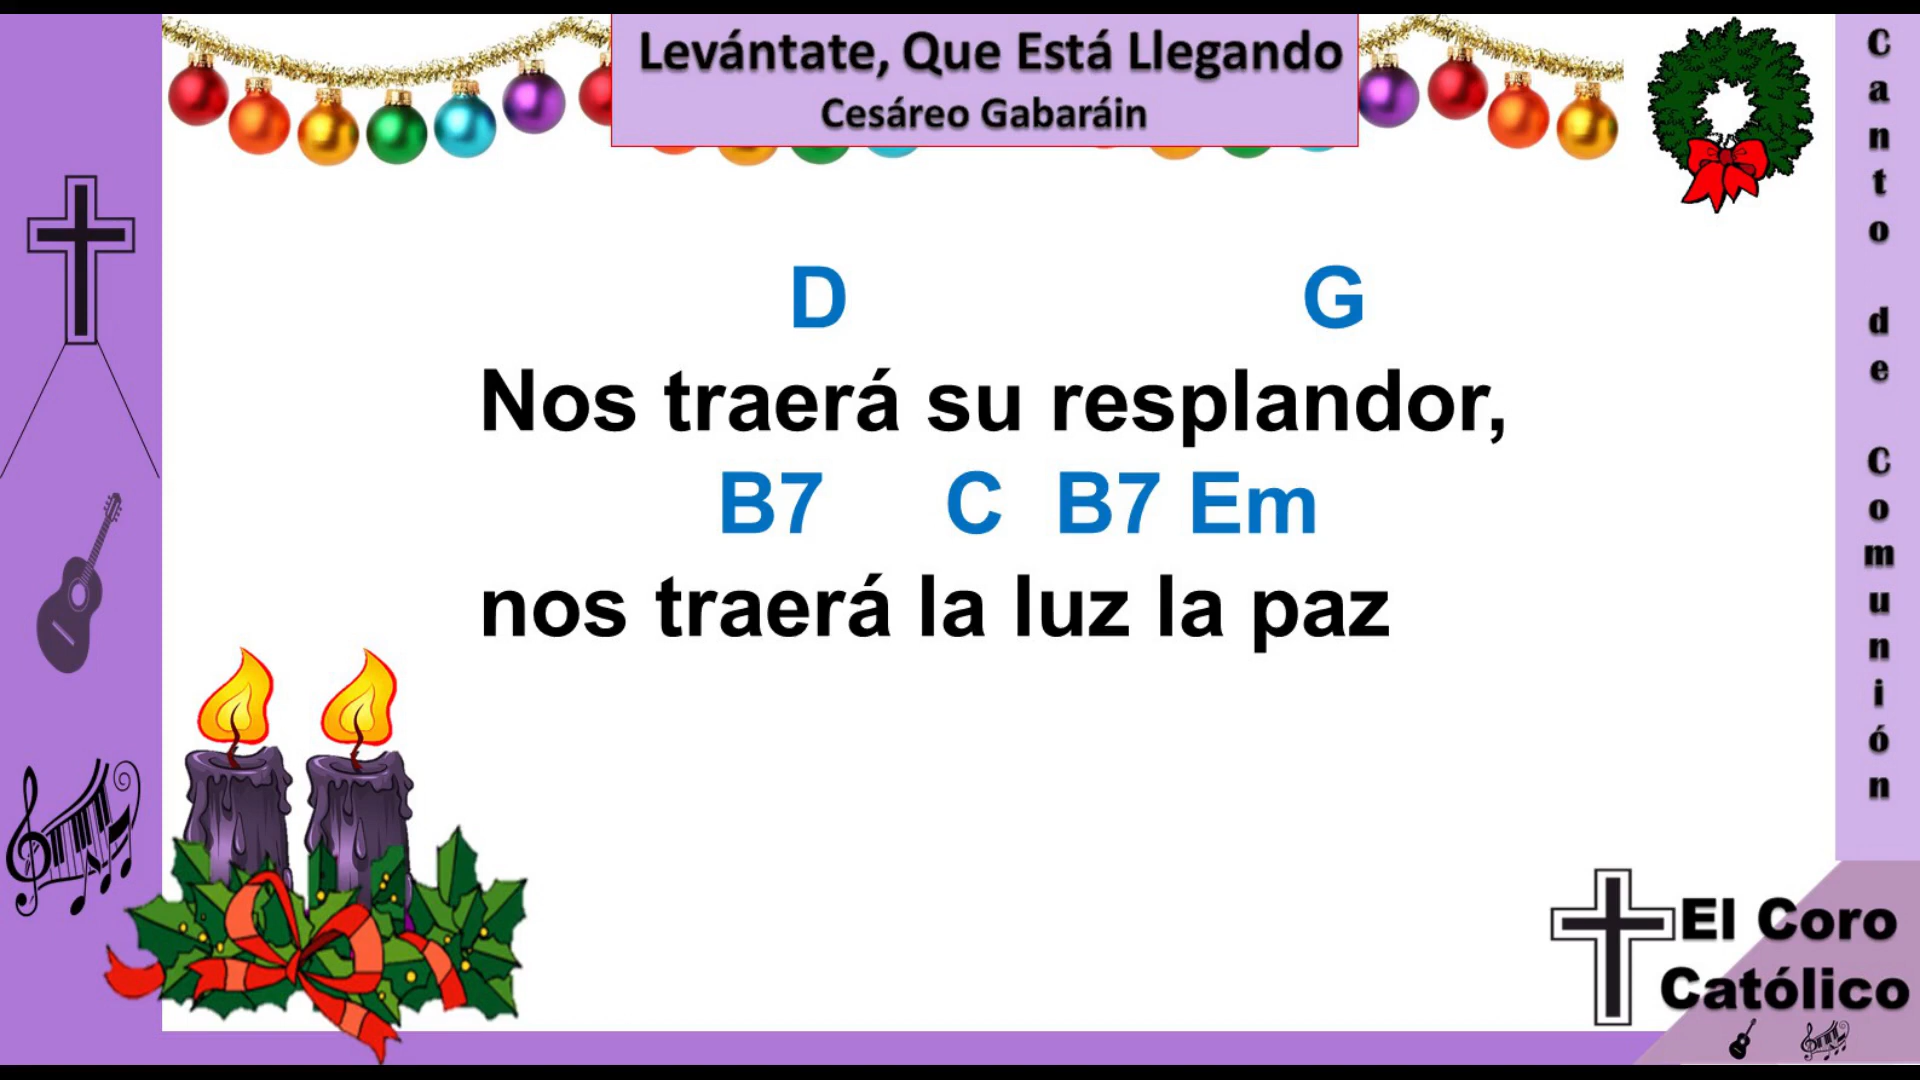 Levántate, Que Está Llegando
Cesáreo Gabaráin
D G
Nos traerá su resplandor,
B7 C B7 Em
nos traerá la luz la paz
Canto de Comunión
El Coro
Católico